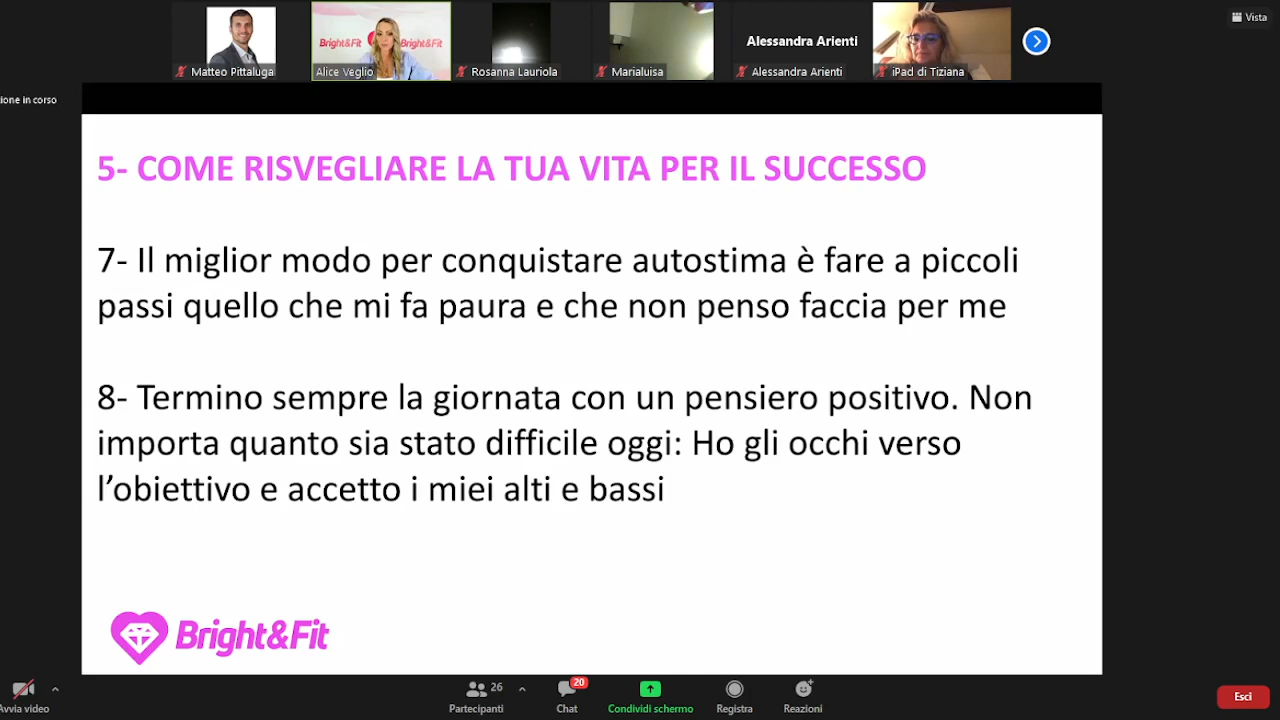 Vista
Bright&Fit
Bright&Fit
Alessandra Arienti
Matteo Pittaluga
Alice Veglio
Rosanna Lauriola
Marialuisa
Alessandra Arienti
iPad di Tiziana
ione in corso
5- COME RISVEGLIARE LA TUA VITA PER IL SUCCESSO
7- Il miglior modo per conquistare autostima è fare a piccoli
passi quello che mi fa paura e che non penso faccia per me
8- Termino sempre la giornata con un pensiero positivo. Non
importa quanto sia stato difficile oggi: Ho gli occhi verso
l’obiettivo e accetto i miei alti e bassi
Bright&Fit
26
20
Avvia video
Partecipanti
Chat
Condividi schermo
Registra
Reazioni
Esci